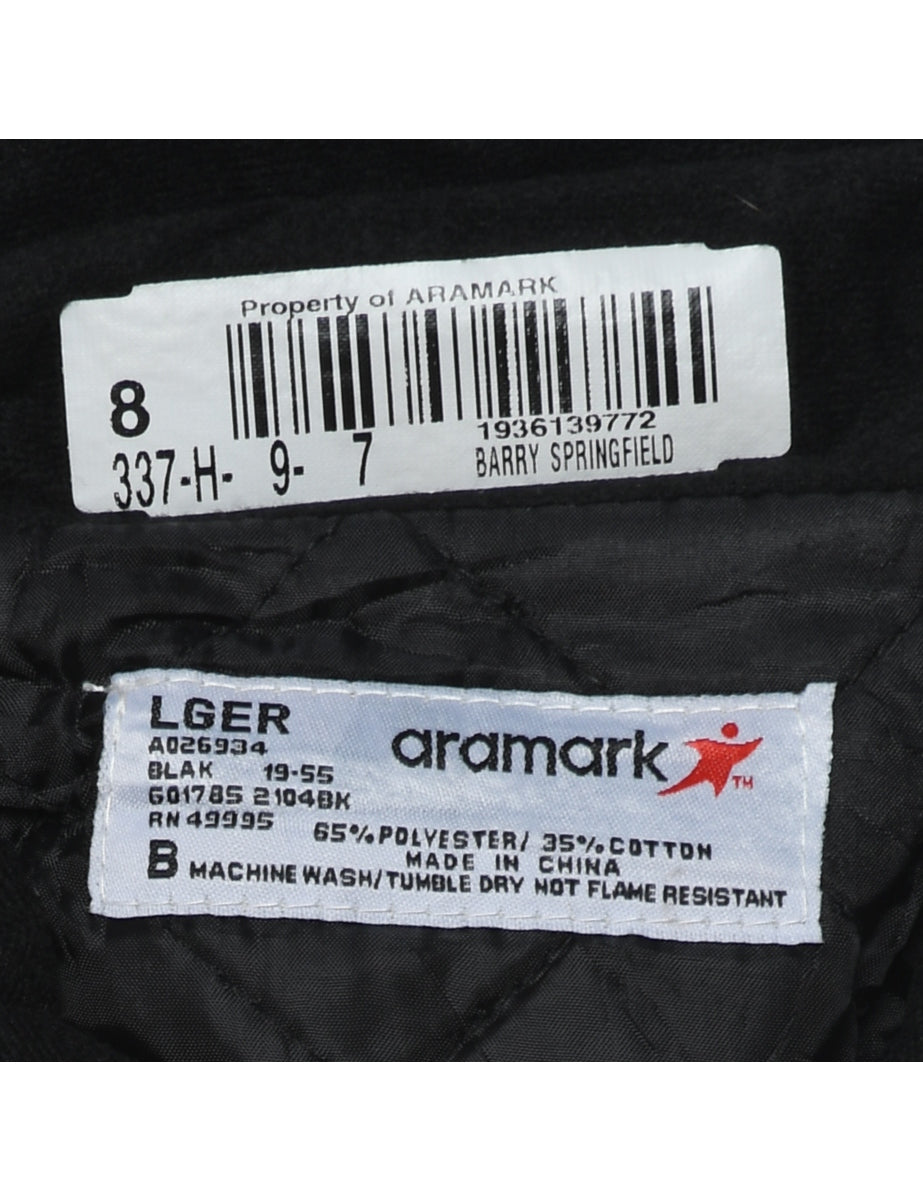 Property of ARAMARK
8
1936139772
337-H- 9- 7 BARRY SPRINGFIELD
LGER
aramark TM
A026934
BLAK 19-55
G01785 2104BK
RN 49995
65% POLYESTER/ 35% COTTON
MADE IN CHINA
B MACHINE WASH/TUMBLE DRY NOT FLAME RESISTANT